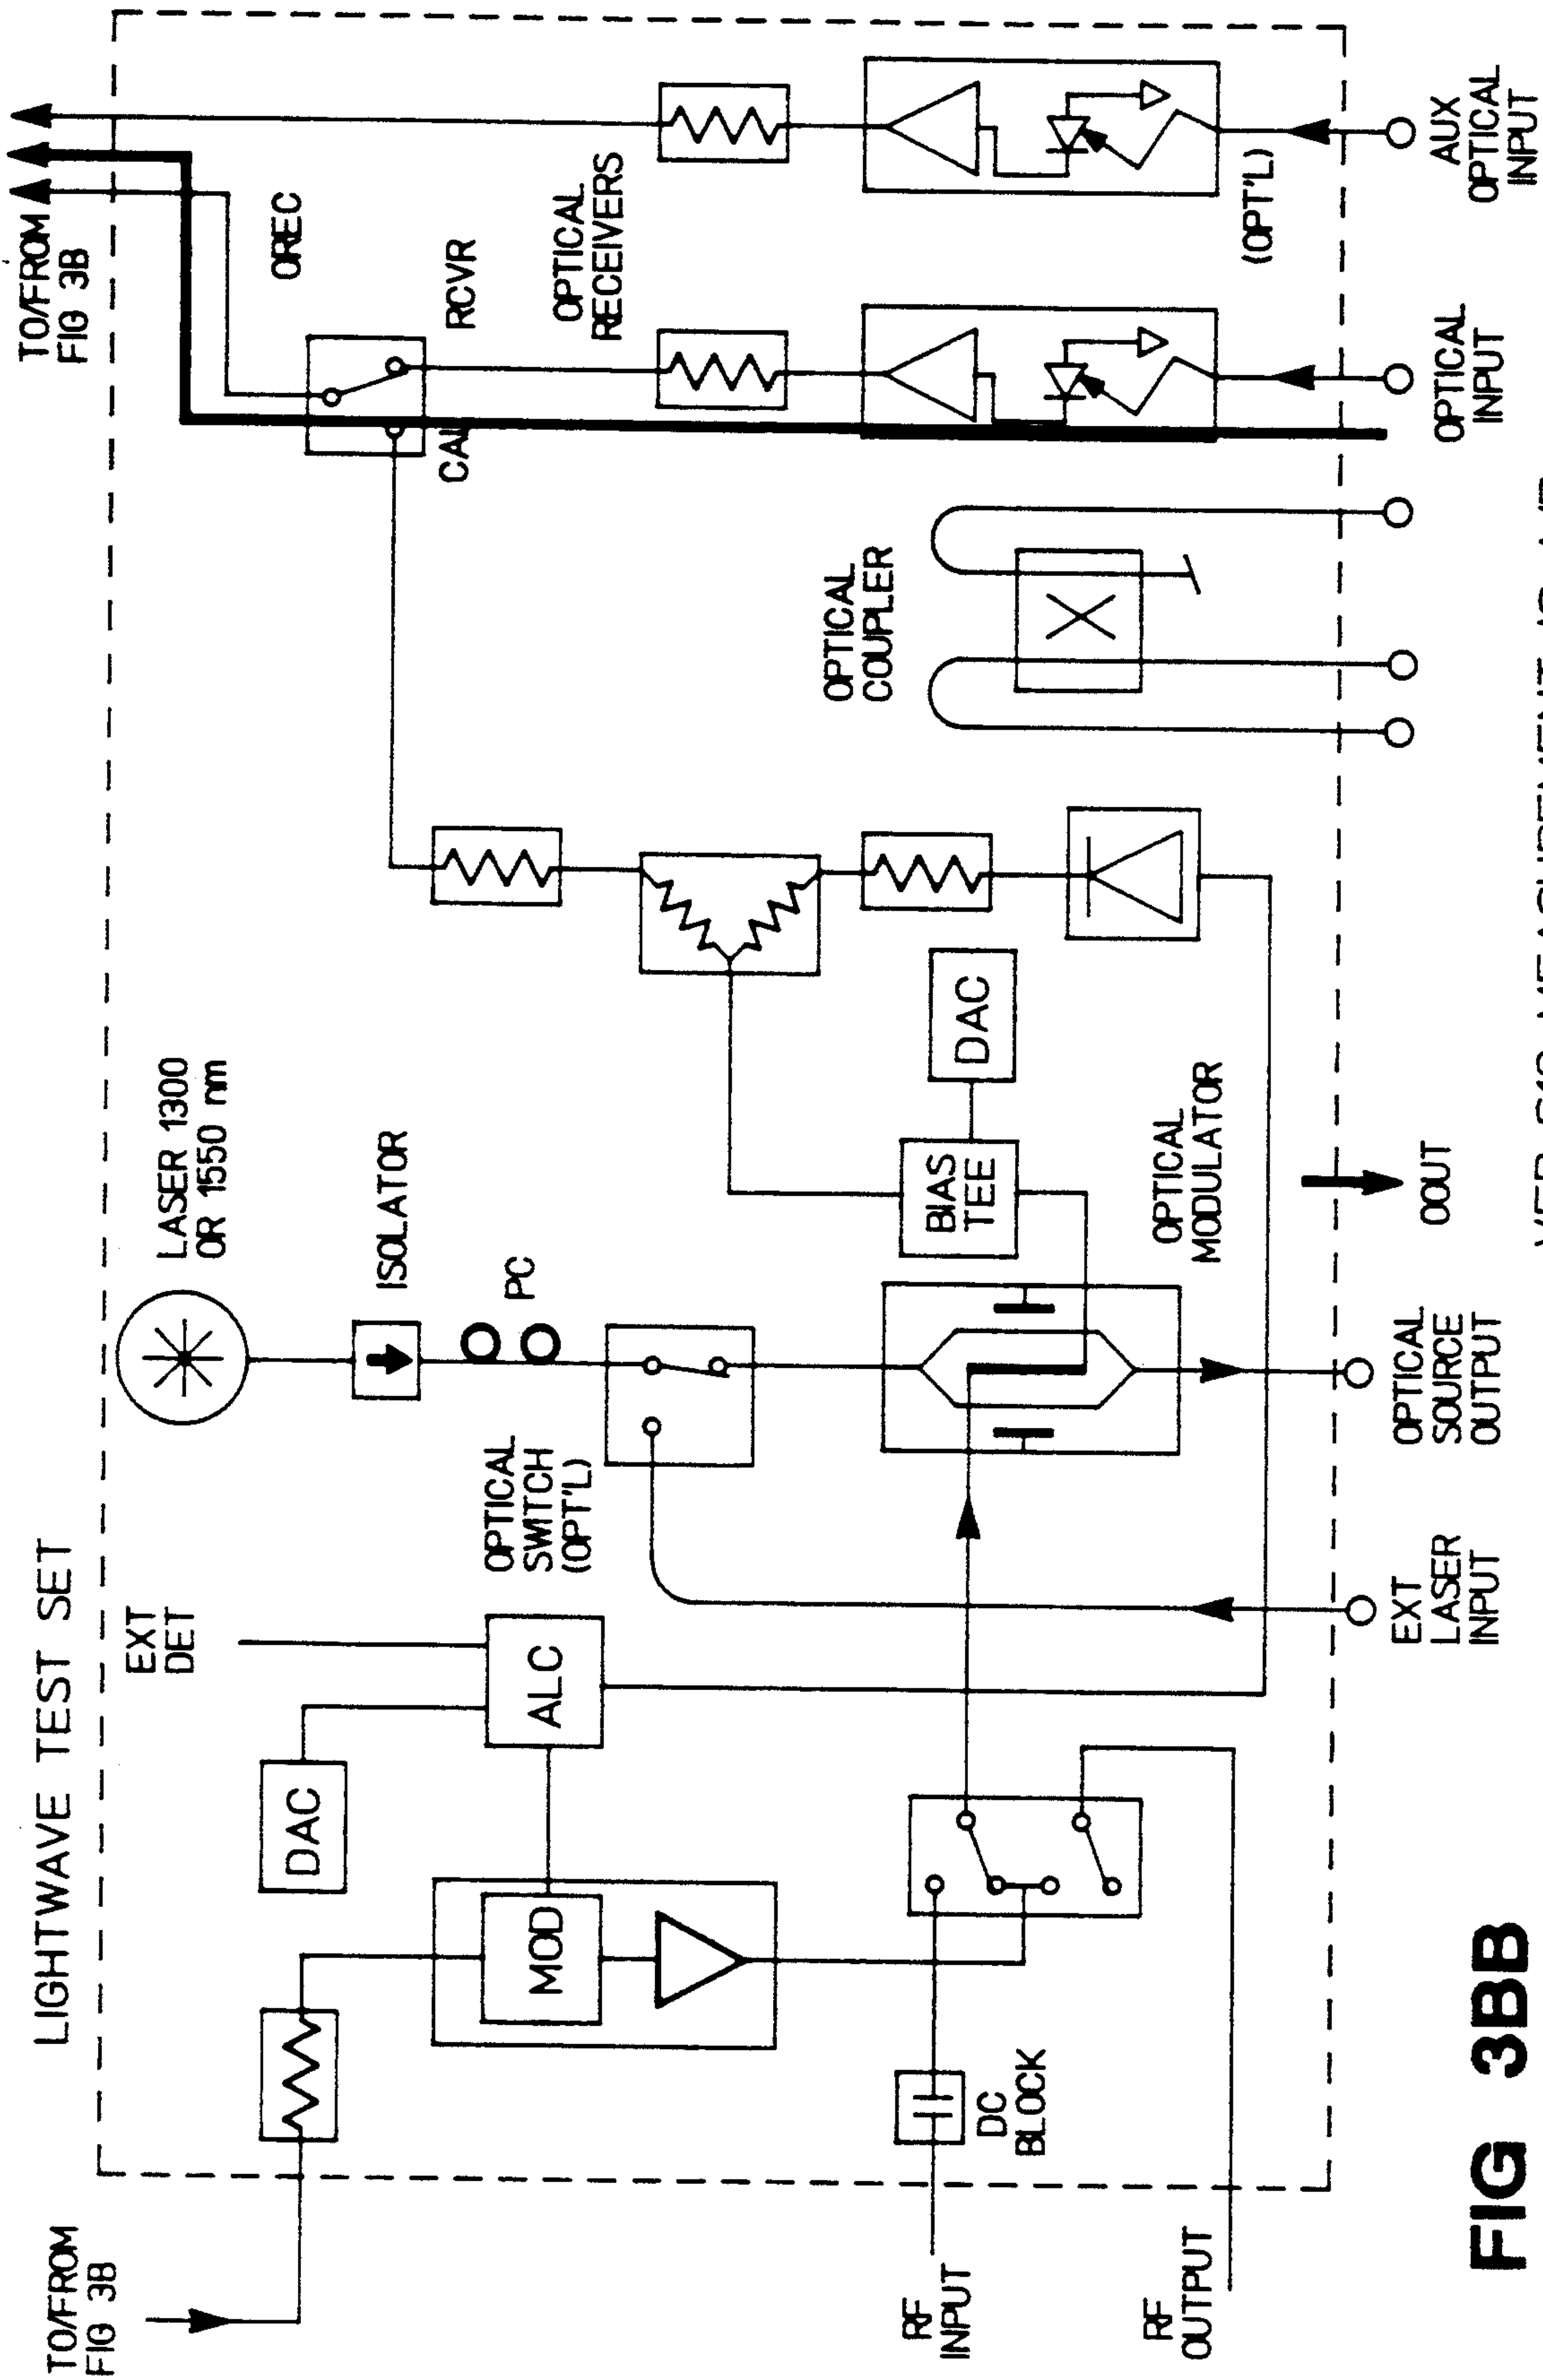 LIGHTWAVE TEST SET
TO/FROM
FIG 3B
EXT
DET
LASER 1300
OR 1550 nm
TO/FROM
FIG 3B
DAC
ISOLATOR
OREC
MOD
ALC
PC
CAL
RCVR
OPTICAL
SWITCH
(OPT'L)
OPTICAL
RECEIVERS
OPTICAL
COUPLER
BIAS
TEE
DAC
DC
BLOCK
OPTICAL
MODULATOR
(OPT'L)
RF
INPUT
RF
OUTPUT
EXT
LASER
INPUT
OPTICAL
SOURCE
OUTPUT
OOUT
OPTICAL
INPUT
AUX
OPTICAL
INPUT
FIG 3BB